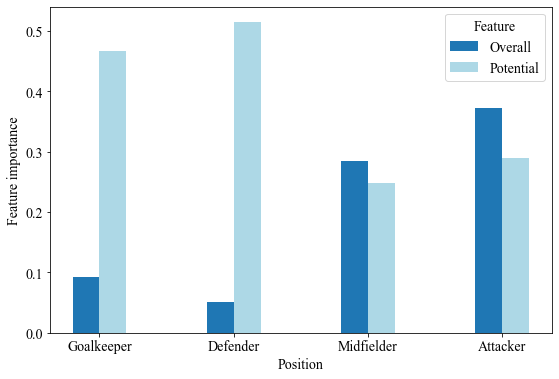 Feature
Overall
Potential
Feature importance
0.5
0.4
0.3
0.2
0.1
0.0
Goalkeeper
Defender
Midfielder
Attacker
Position